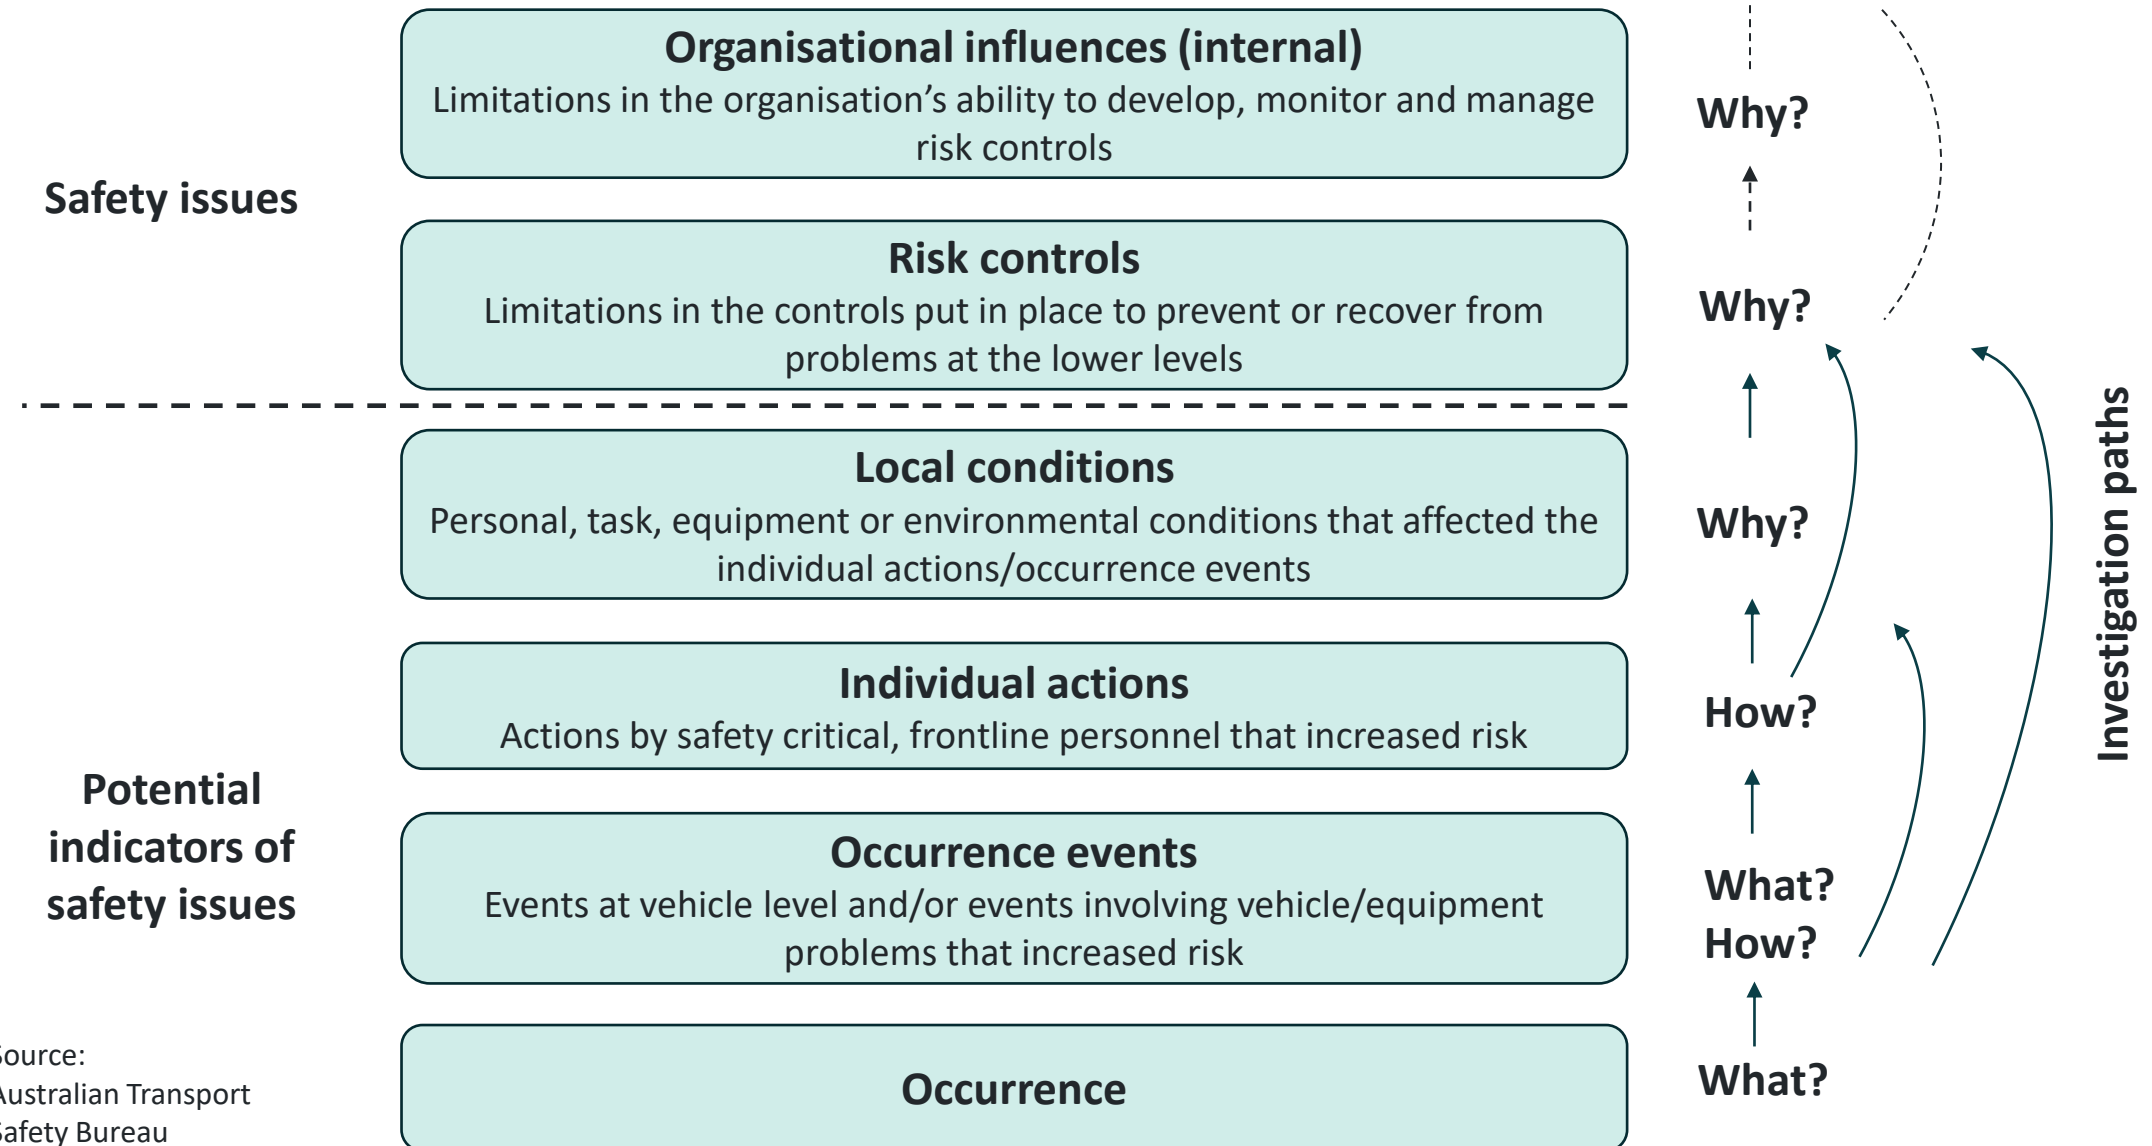 Organisational influences (internal)
Limitations in the organisation’s ability to develop, monitor and manage
risk controls
Why?
Safety issues
Risk controls
Limitations in the controls put in place to prevent or recover from
problems at the lower levels
Why?
Local conditions
Personal, task, equipment or environmental conditions that affected the
individual actions/occurrence events
Why?
Investigation paths
Individual actions
Actions by safety critical, frontline personnel that increased risk
How?
Potential
indicators of
safety issues
Occurrence events
Events at vehicle level and/or events involving vehicle/equipment
problems that increased risk
What?
How?
Occurrence
What?
Source:
Australian Transport
Safety Bureau